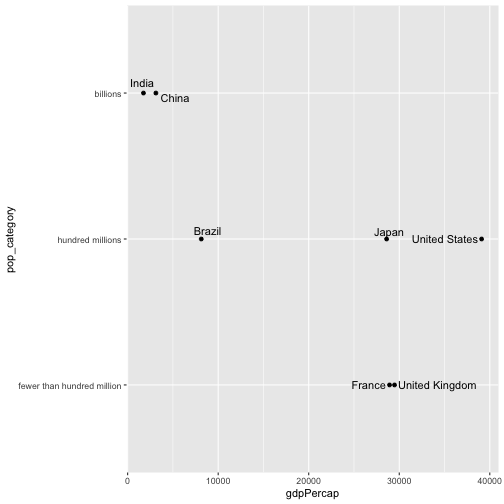 India
billions
China
Brazil
Japan
hundred millions
United States
pop_category
fewer than hundred million
France
United Kingdom
0
10000
20000
30000
40000
gdpPercap